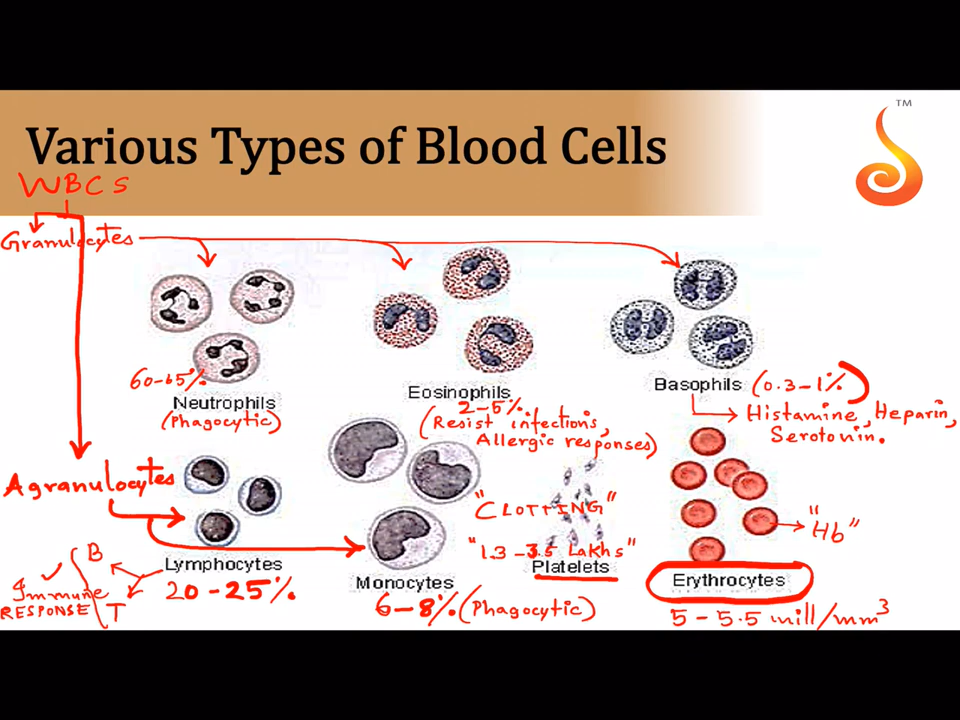 TM
Various Types of Blood Cells
WBCS
Granulocytes
60-65%
Neutrophils
(Phagocytic)
Eosinophils
2-5%
(Resist infections,
Allergic responses)
Basophils (0.3-1%)
Histamine, Heparin,
Serotonin.
Agranulocytes
Lymphocytes
20-25%
B
T
Immune
RESPONSE
Monocytes
6-8% (Phagocytic)
"CLOTTING"
"1.3-3.5 Lakhs"
Platelets
"Hb"
Erythrocytes
5-5.5 mill/mm3